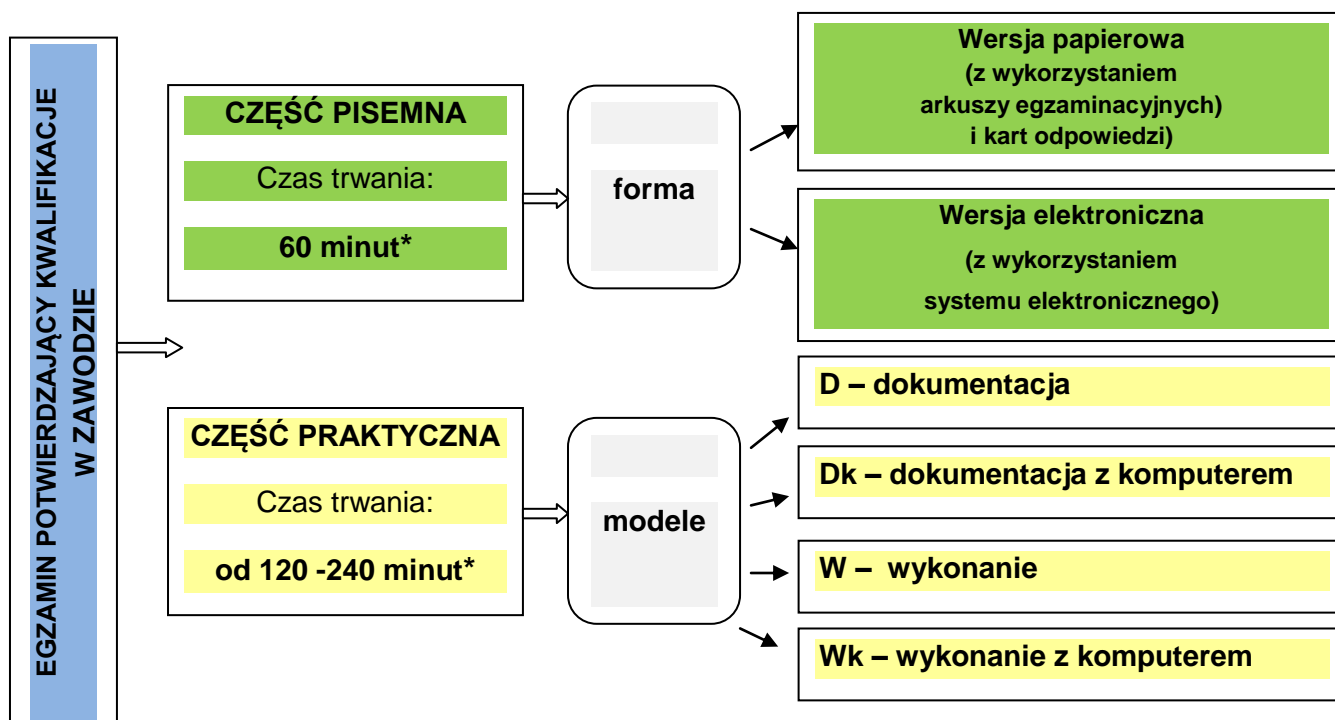 EGZAMIN POTWIERDZAJĄCY KWALIFIKACJE
W ZAWODZIE
CZĘŚĆ PISEMNA
Czas trwania:
60 minut*
forma
Wersja papierowa
(z wykorzystaniem
arkuszy egzaminacyjnych)
i kart odpowiedzi)
Wersja elektroniczna
(z wykorzystaniem
systemu elektronicznego)
CZĘŚĆ PRAKTYCZNA
Czas trwania:
od 120 -240 minut*
modele
D – dokumentacja
Dk – dokumentacja z komputerem
W – wykonanie
Wk – wykonanie z komputerem